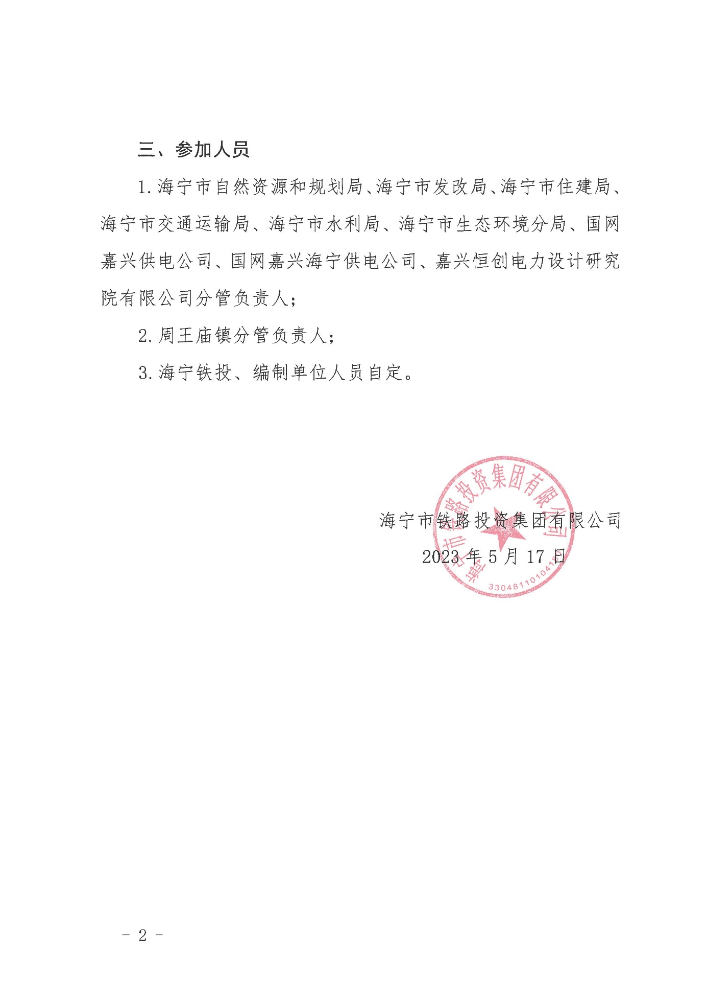 三、参加人员
1.海宁市自然资源和规划局、海宁市发改局、海宁市住建局、
海宁市交通运输局、海宁市水利局、海宁市生态环境分局、国网
嘉兴供电公司、国网嘉兴海宁供电公司、嘉兴恒创电力设计研究
院有限公司分管负责人；
2.周王庙镇分管负责人；
3.海宁铁投、编制单位人员自定。
海宁市铁路投资集团有限公司
海宁市铁路投资集团有限公司
2023年5月17日
- 2 -